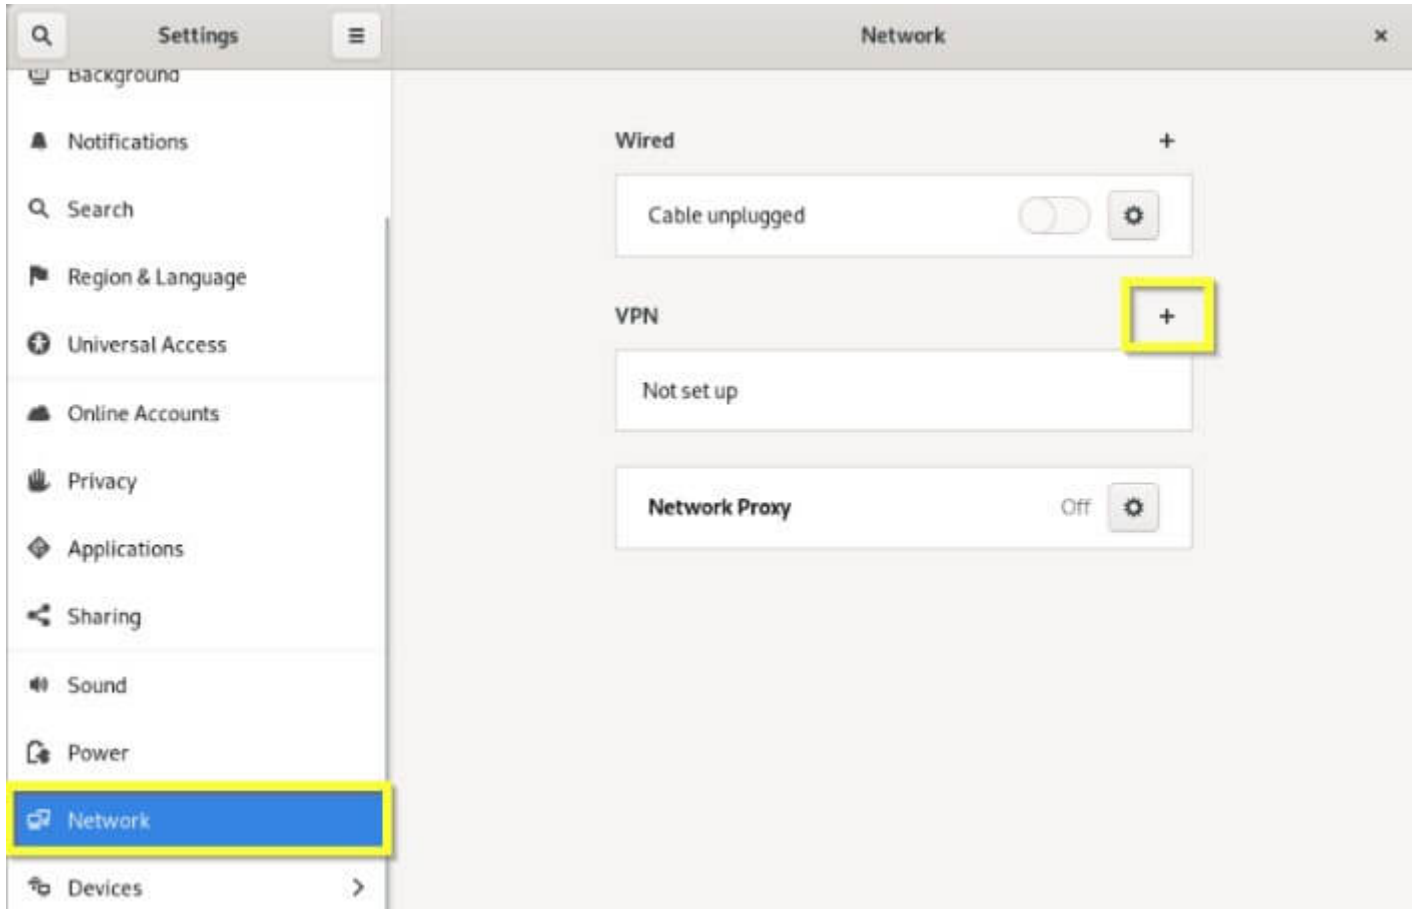 Settings
Network
Background
Notifications
Search
Region & Language
Universal Access
Online Accounts
Privacy
Applications
Sharing
Sound
Power
Network
Devices
Wired
Cable unplugged
VPN
Not set up
Network Proxy Off